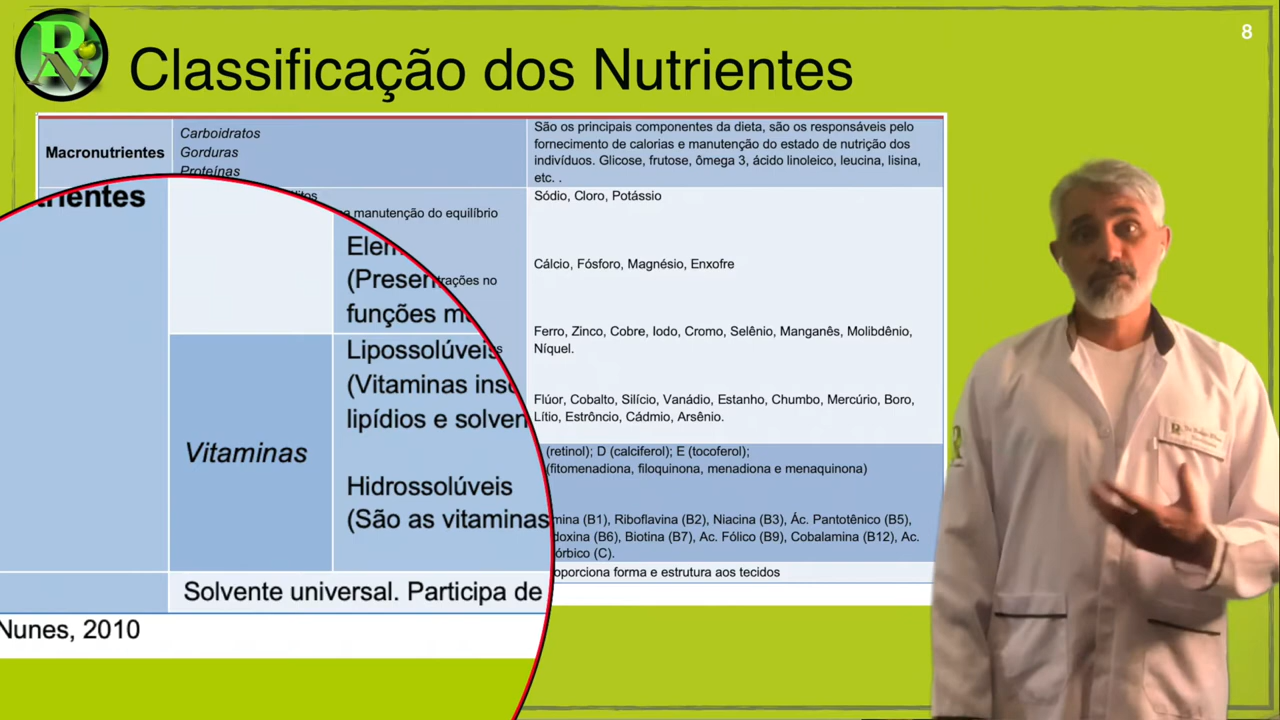 8
Classificação dos Nutrientes
Macronutrientes
Carboidratos
Gorduras
Proteínas
São os principais componentes da dieta, são os responsáveis pelo
fornecimento de calorias e manutenção do estado de nutrição dos
indivíduos. Glicose, frutose, ômega 3, ácido linoleico, leucina, lisina,
etc. .
manutenção do equilíbrio
Sódio, Cloro, Potássio
Elem
(Presen
funções m
no
Cálcio, Fósforo, Magnésio, Enxofre
Ferro, Zinco, Cobre, Iodo, Cromo, Selênio, Manganês, Molibdênio,
Níquel.
Flúor, Cobalto, Silício, Vanádio, Estanho, Chumbo, Mercúrio, Boro,
Lítio, Estrôncio, Cádmio, Arsênio.
Vitaminas
Lipossolúveis
(Vitaminas inso
lipídios e solven
Hidrossolúveis
(São as vitaminas
(retinol); D (calciferol); E (tocoferol);
(fitomenadiona, filoquinona, menadiona e menaquinona)
mina (B1), Riboflavina (B2), Niacina (B3), Ác. Pantotênico (B5),
doxina (B6), Biotina (B7), Ac. Fólico (B9), Cobalamina (B12), Ac.
órbico (C).
Solvente universal. Participa de
oporciona forma e estrutura aos tecidos
Nunes, 2010